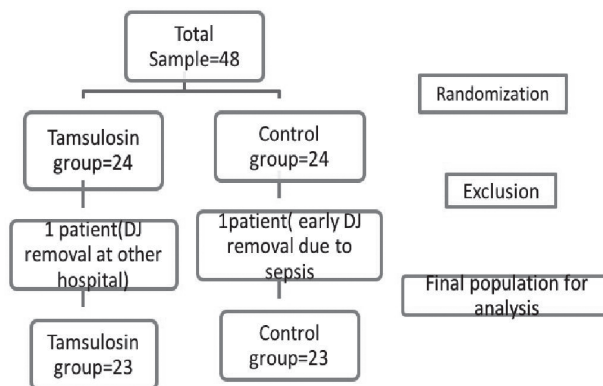 Total
Sample=48
Randomization
Tamsulosin
group=24
Control
group=24
Exclusion
1 patient(DJ
removal at other
hospital)
1patient( early DJ
removal due to
sepsis
Final population for
analysis
Tamsulosin
group=23
Control
group=23